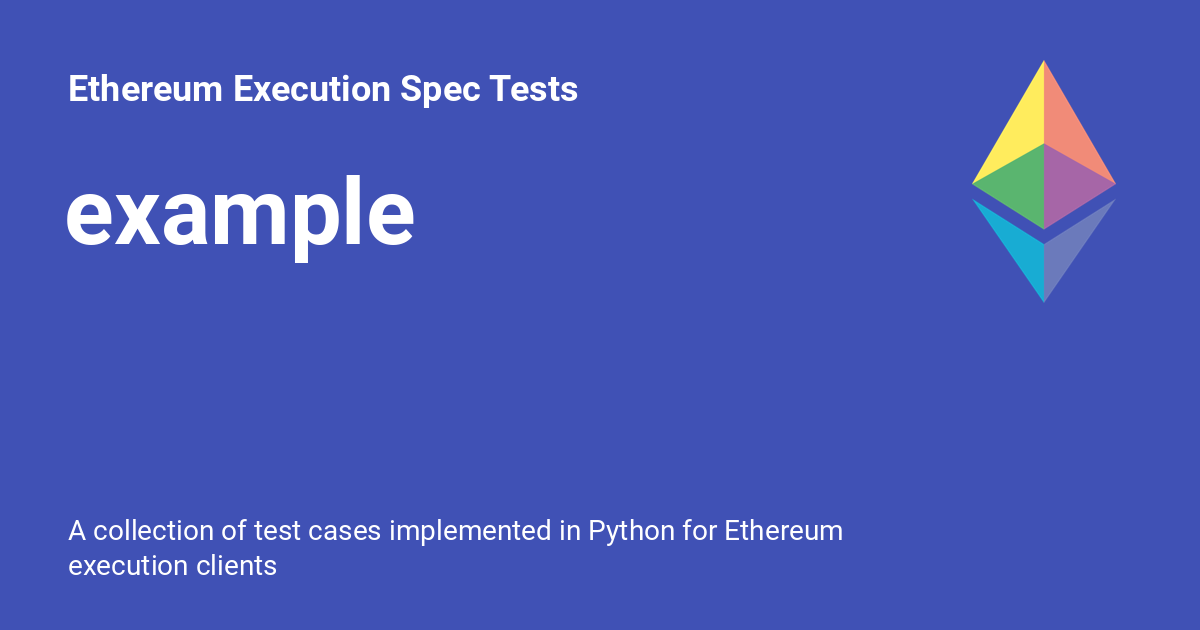 Ethereum Execution Spec Tests
example
A collection of test cases implemented in Python for Ethereum
execution clients